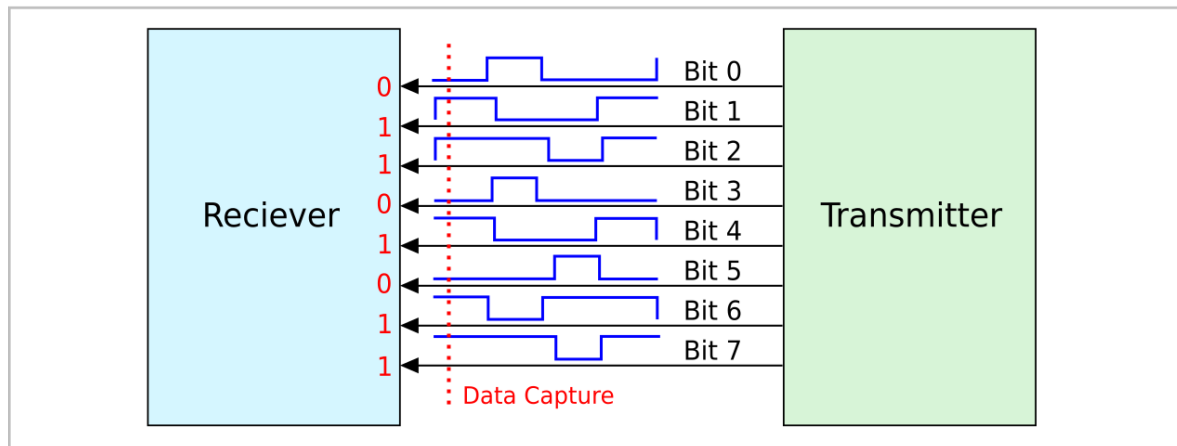 Bit 0
0
Bit 1
1
Bit 2
1
Bit 3
0
Reciever
Transmitter
Bit 4
1
Bit 5
0
Bit 6
1
Bit 7
1
Data Capture